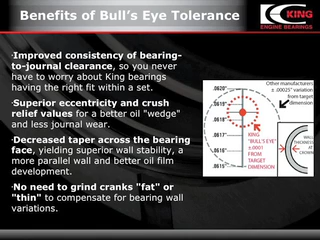 Benefits of Bull's Eye Tolerance
KING
ENGINE BEARINGS
·Improved consistency of bearing-
to-journal clearance, so you never
have to worry about King bearings
having the right fit within a set.
·Superior eccentricity and crush
relief values for a better oil "wedge"
and less journal wear.
·Decreased taper across the bearing
face, yielding superior wall stability, a
more parallel wall and better oil film
development.
·No need to grind cranks "fat" or
"thin" to compensate for bearing wall
variations.
Other manufacturers
± .00025" variation
from target
dimension
.0620"
.0618"
.0617"
.0616"
.0615"
KING
"BULL'S EYE"
±.0001
FROM
TARGET
DIMENSION
WALL
THICKNESS
AT
CROWN